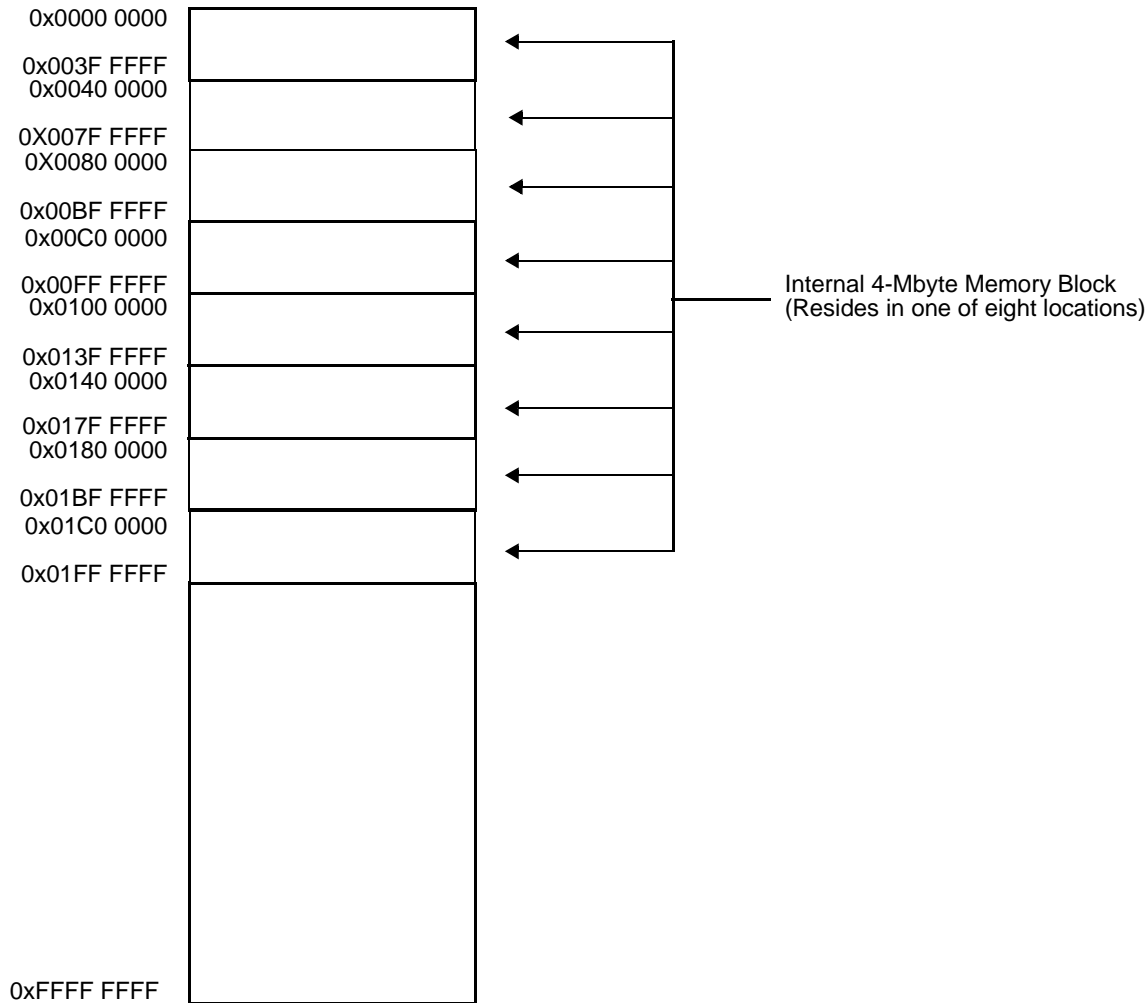 0x0000 0000
0x003F FFFF
0x0040 0000
0X007F FFFF
0X0080 0000
0x00BF FFFF
0x00C0 0000
0x00FF FFFF
0x0100 0000
0x013F FFFF
0x0140 0000
0x017F FFFF
0x0180 0000
0x01BF FFFF
0x01C0 0000
0x01FF FFFF
0xFFFF FFFF
Internal 4-Mbyte Memory Block
(Resides in one of eight locations)